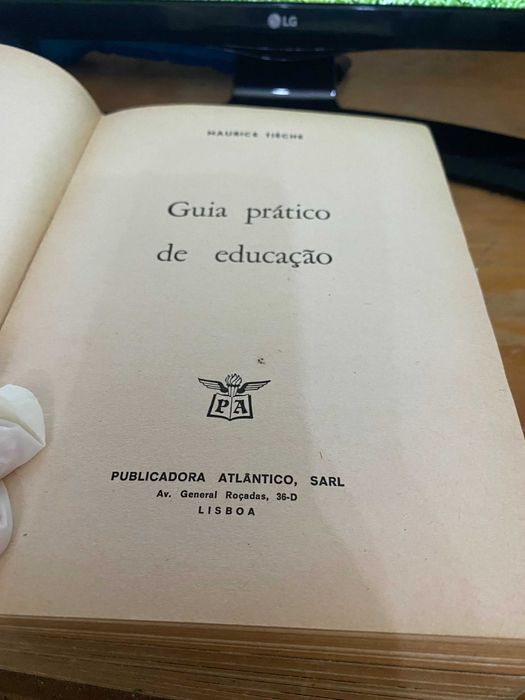 LG
MAURICE TIÈCHE
Guia prático
de educação
PA
PUBLICADORA ATLÂNTICO, SARL
Av. General Roçadas, 36-D
LISBOA